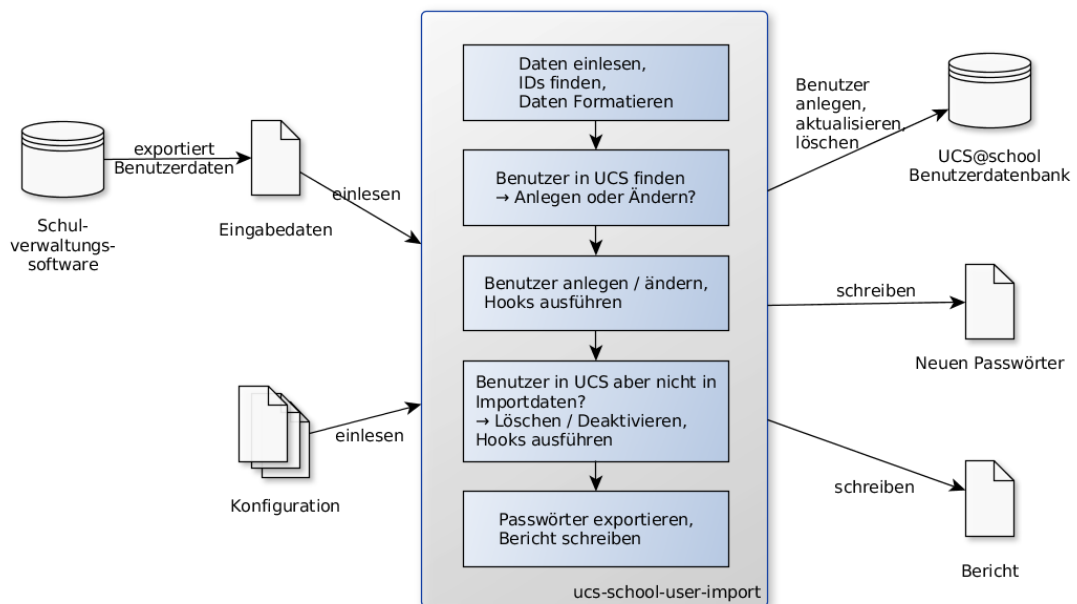 Schul-
verwaltungs-
software
exportiert
Benutzerdaten
Eingabedaten
einlesen
Konfiguration
einlesen
Daten einlesen,
IDs finden,
Daten Formatieren
Benutzer in UCS finden
→ Anlegen oder Ändern?
Benutzer anlegen / ändern,
Hooks ausführen
Benutzer in UCS aber nicht in
Importdaten?
→ Löschen / Deaktivieren,
Hooks ausführen
Passwörter exportieren,
Bericht schreiben
ucs-school-user-import
Benutzer
anlegen,
aktualisieren,
löschen
UCS@school
Benutzerdatenbank
schreiben
Neuen Passwörter
schreiben
Bericht